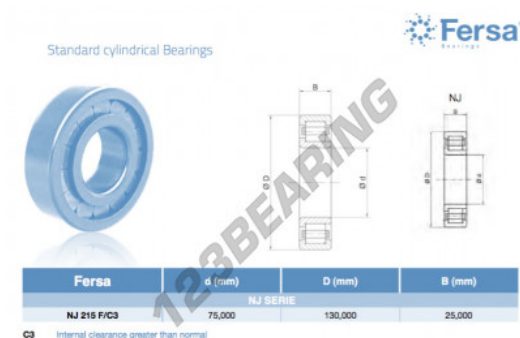 Fersa
Bearings
Standard cylindrical Bearings
B
Ø D
Ø d
NJ
B
Ø D
Ø d
123BEARING
Fersa d (mm) D (mm) B (mm)
NJ SERIE
NJ 215 F/C3 75,000 130,000 25,000
C3 Internal clearance greater than normal